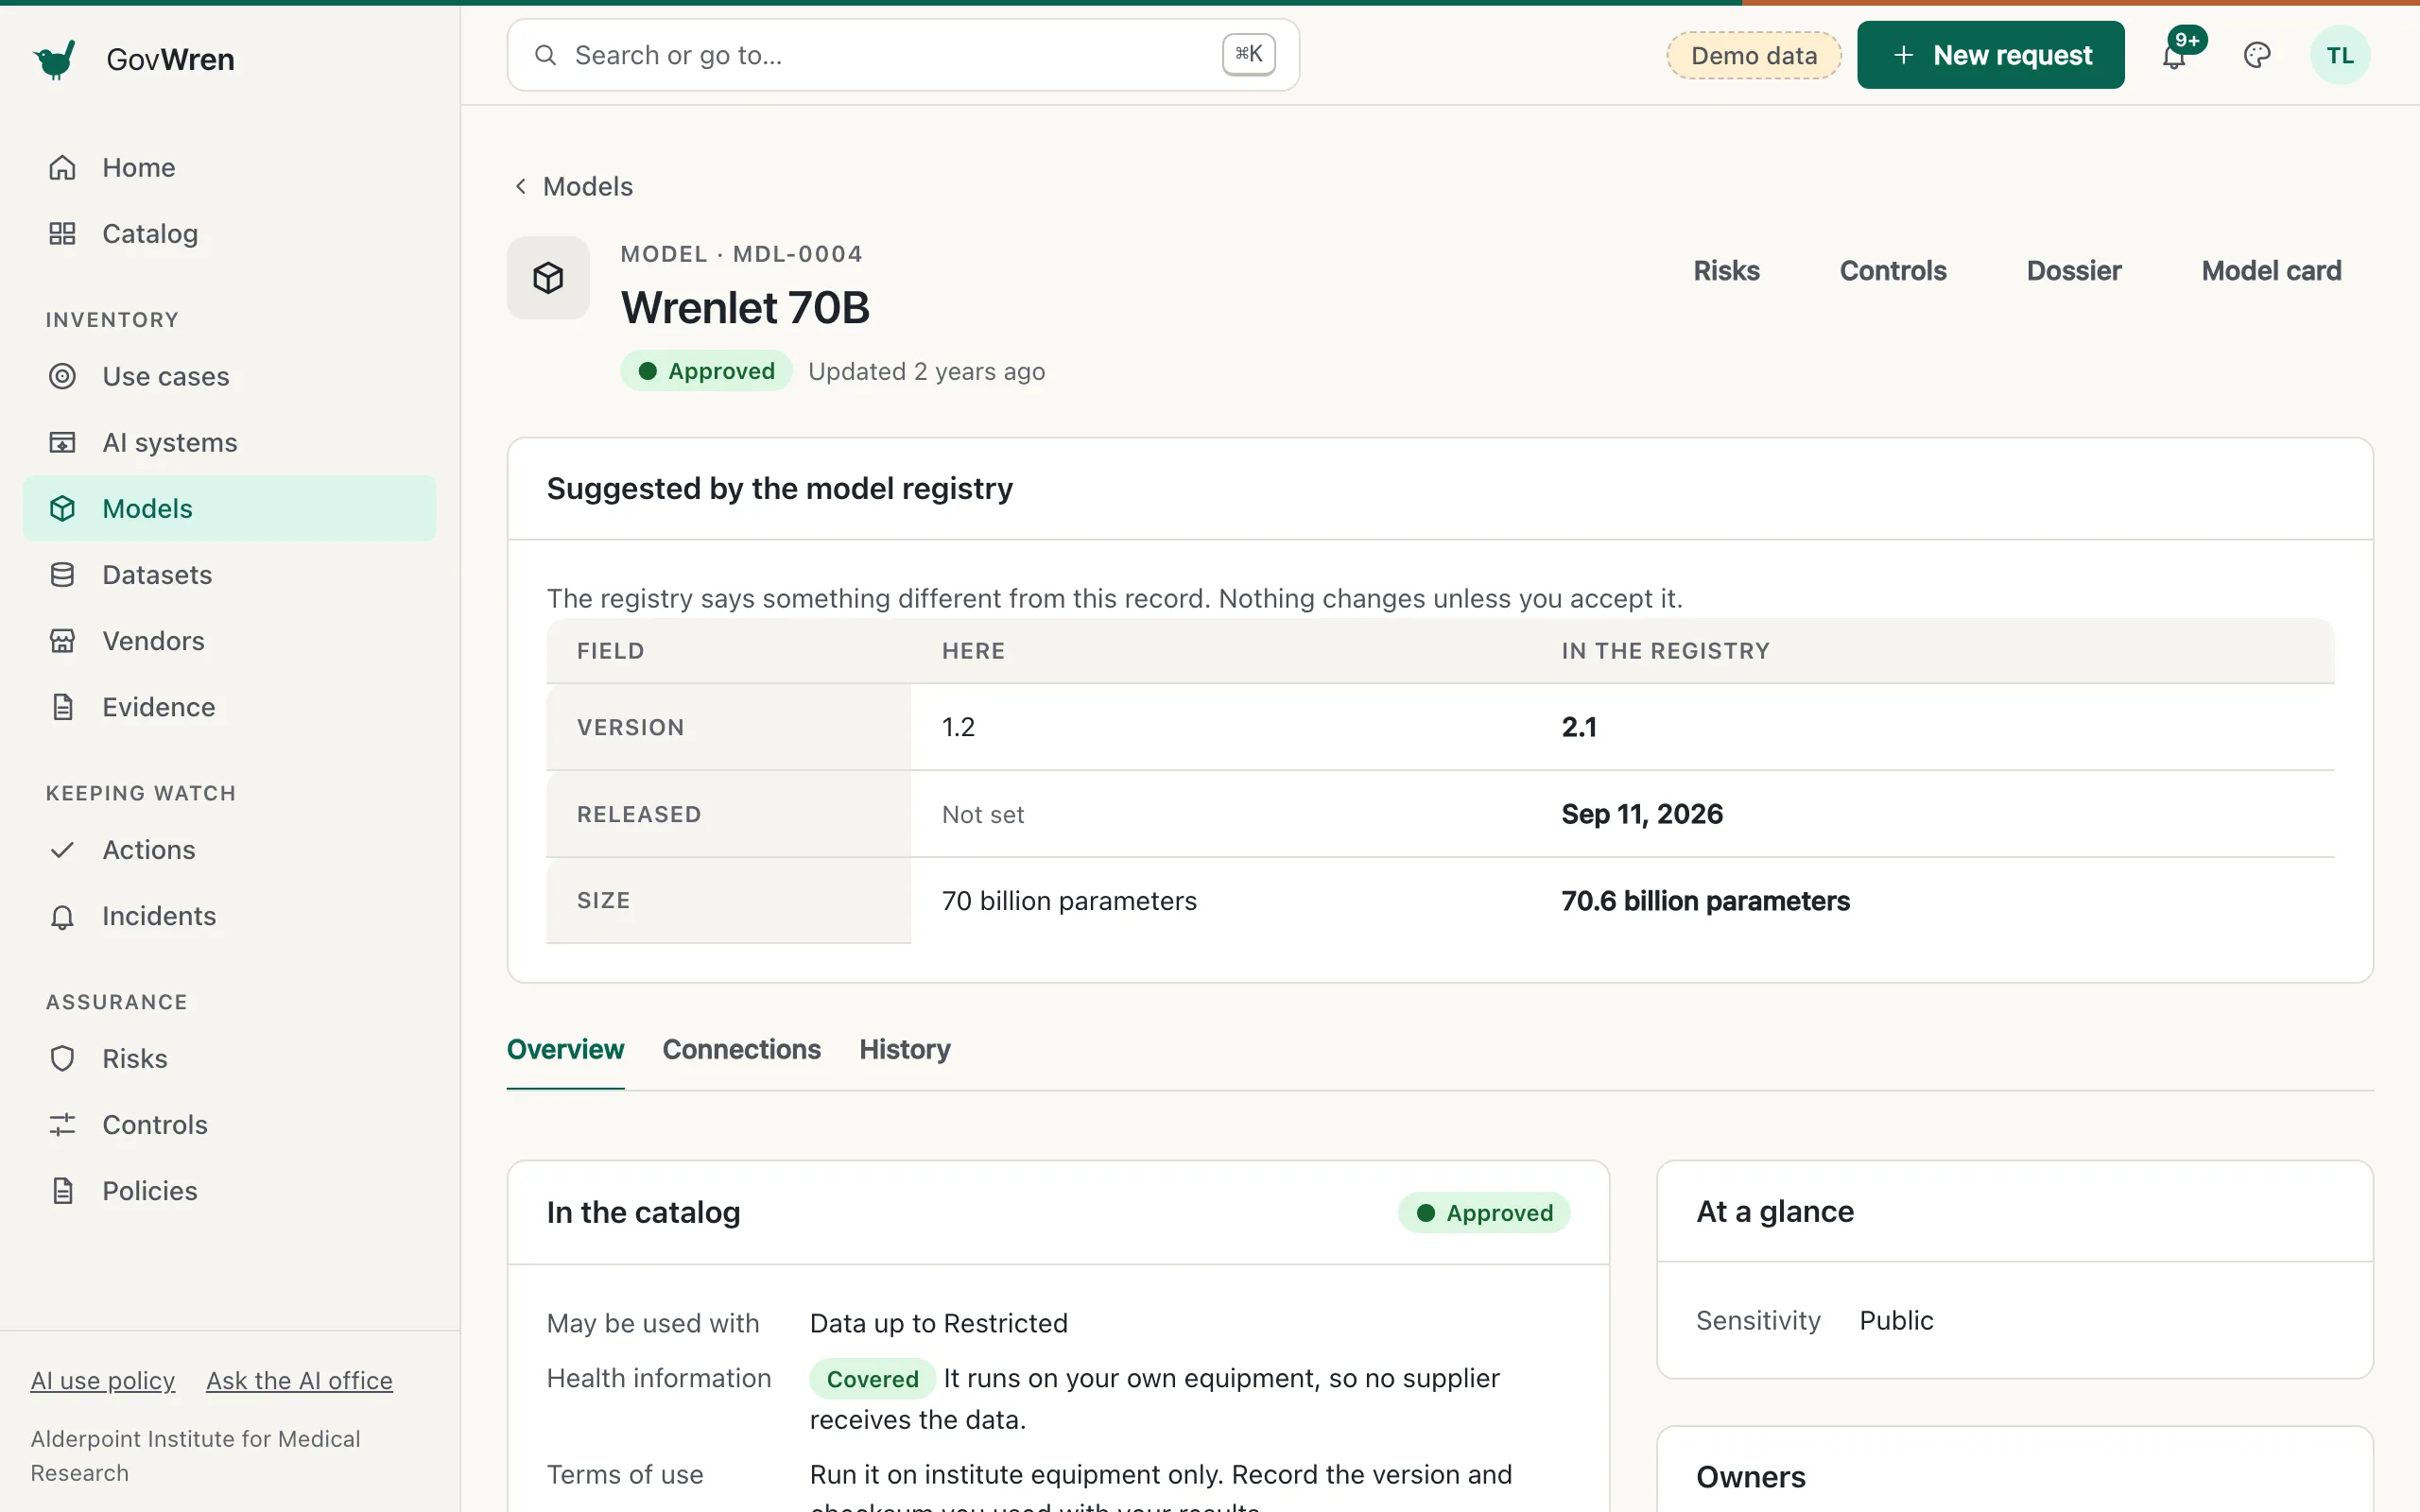 GovWren
Search or go to...
⌘K
Demo data
New request
9+
TL
Home
Catalog
INVENTORY
Use cases
AI systems
Models
Datasets
Vendors
Evidence
KEEPING WATCH
Actions
Incidents
ASSURANCE
Risks
Controls
Policies
AI use policy
Ask the AI office
Alderpoint Institute for Medical
Research
Models
MODEL · MDL-0004
Wrenlet 70B
Approved
Updated 2 years ago
Risks
Controls
Dossier
Model card
Suggested by the model registry
The registry says something different from this record. Nothing changes unless you accept it.
FIELD HERE IN THE REGISTRY
VERSION 1.2 2.1
RELEASED Not set Sep 11, 2026
SIZE 70 billion parameters 70.6 billion parameters
Overview
Connections
History
In the catalog
Approved
May be used with Data up to Restricted
Health information Covered It runs on your own equipment, so no supplier
receives the data.
Terms of use Run it on institute equipment only. Record the version and
checksum you used with your results.
At a glance
Sensitivity Public
Owners